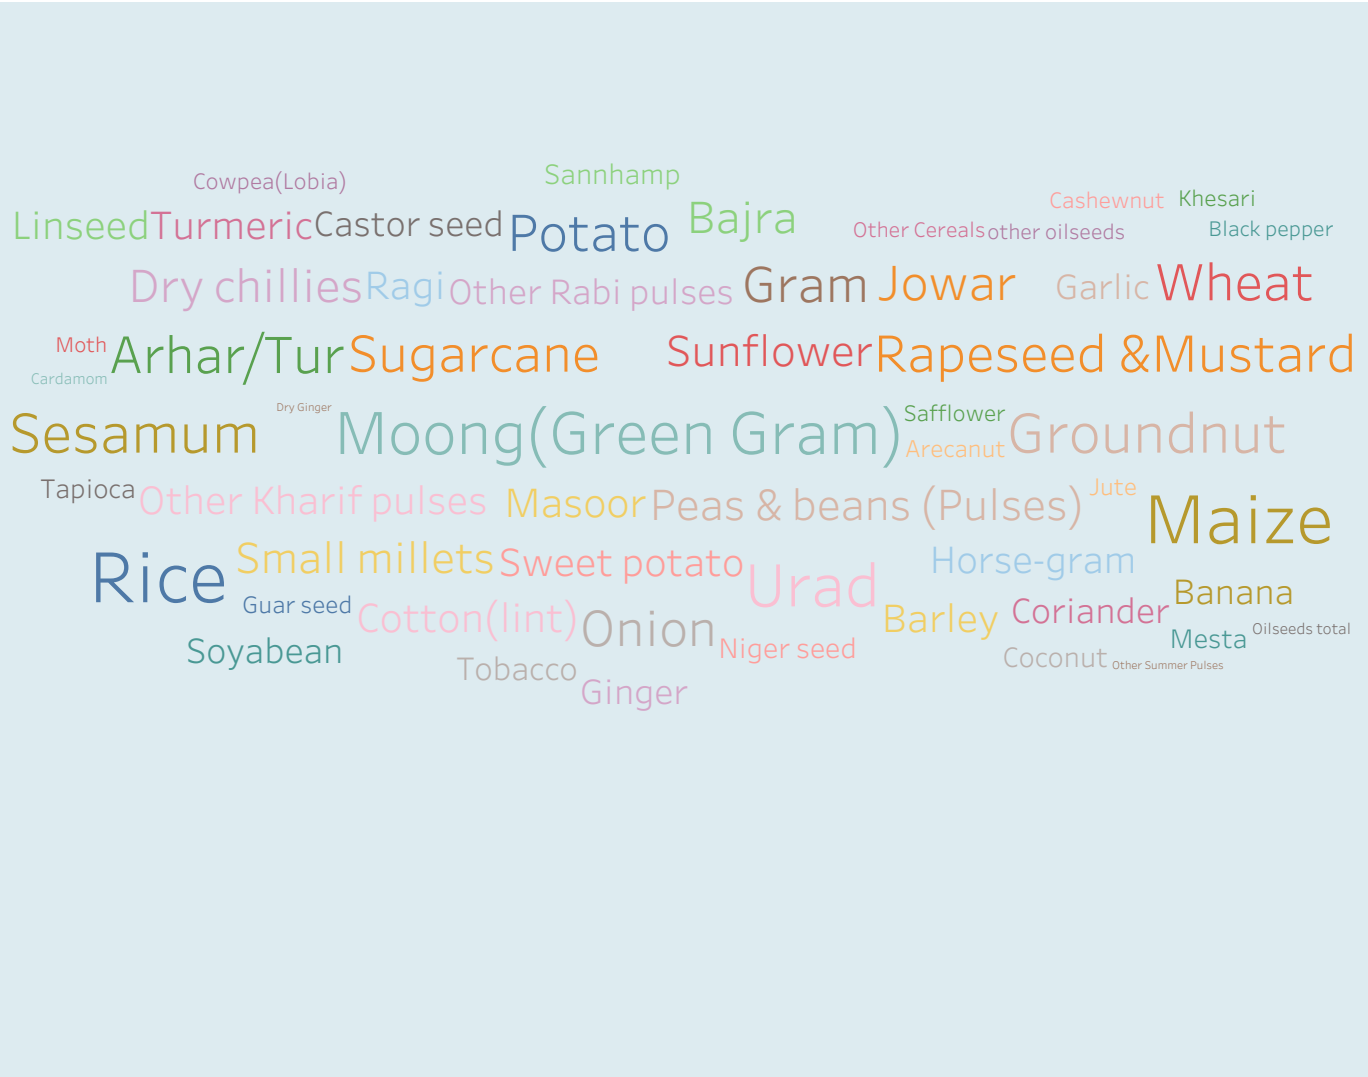 Cowpea(Lobia) Sannhamp
Cashewnut Khesari
Linseed Turmeric Castor seed Potato Bajra Other Cereals other oilseeds Black pepper
Dry chillies Ragi Other Rabi pulses Gram Jowar Garlic Wheat
Moth Arhar/Tur Sugarcane Sunflower Rapeseed &Mustard
Cardamom
Sesamum Dry Ginger Moong(Green Gram) Safflower Groundnut
Arecanut
Tapioca Other Kharif pulses Masoor Peas & beans (Pulses) Jute Maize
Rice Small millets Sweet potato Urad Horse-gram
Guar seed Cotton(lint) Onion Barley Coriander Banana
Soyabean Niger seed Mesta Oilseeds total
Tobacco Coconut Other Summer Pulses
Ginger